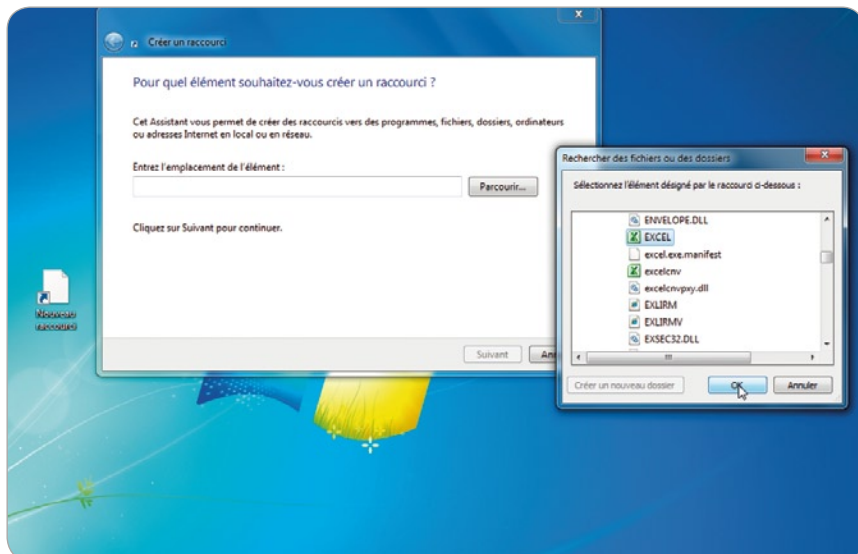 Créer un raccourci
Pour quel élément souhaitez-vous créer un raccourci ?
Cet Assistant vous permet de créer des raccourcis vers des programmes, fichiers, dossiers, ordinateurs
ou adresses Internet en local ou en réseau.
Entrez l'emplacement de l'élément :
Parcourir...
Cliquez sur Suivant pour continuer.
Suivant
Nouveau
raccourci
Rechercher des fichiers ou des dossiers
Sélectionnez l'élément désigné par le raccourci ci-dessous :
ENVELOPE.DLL
EXCEL
excel.exe.manifest
excelcnv
excelcnvpxy.dll
EXLIRM
EXLIRMV
EXSEC32.DLL
Créer un nouveau dossier
OK
Annuler